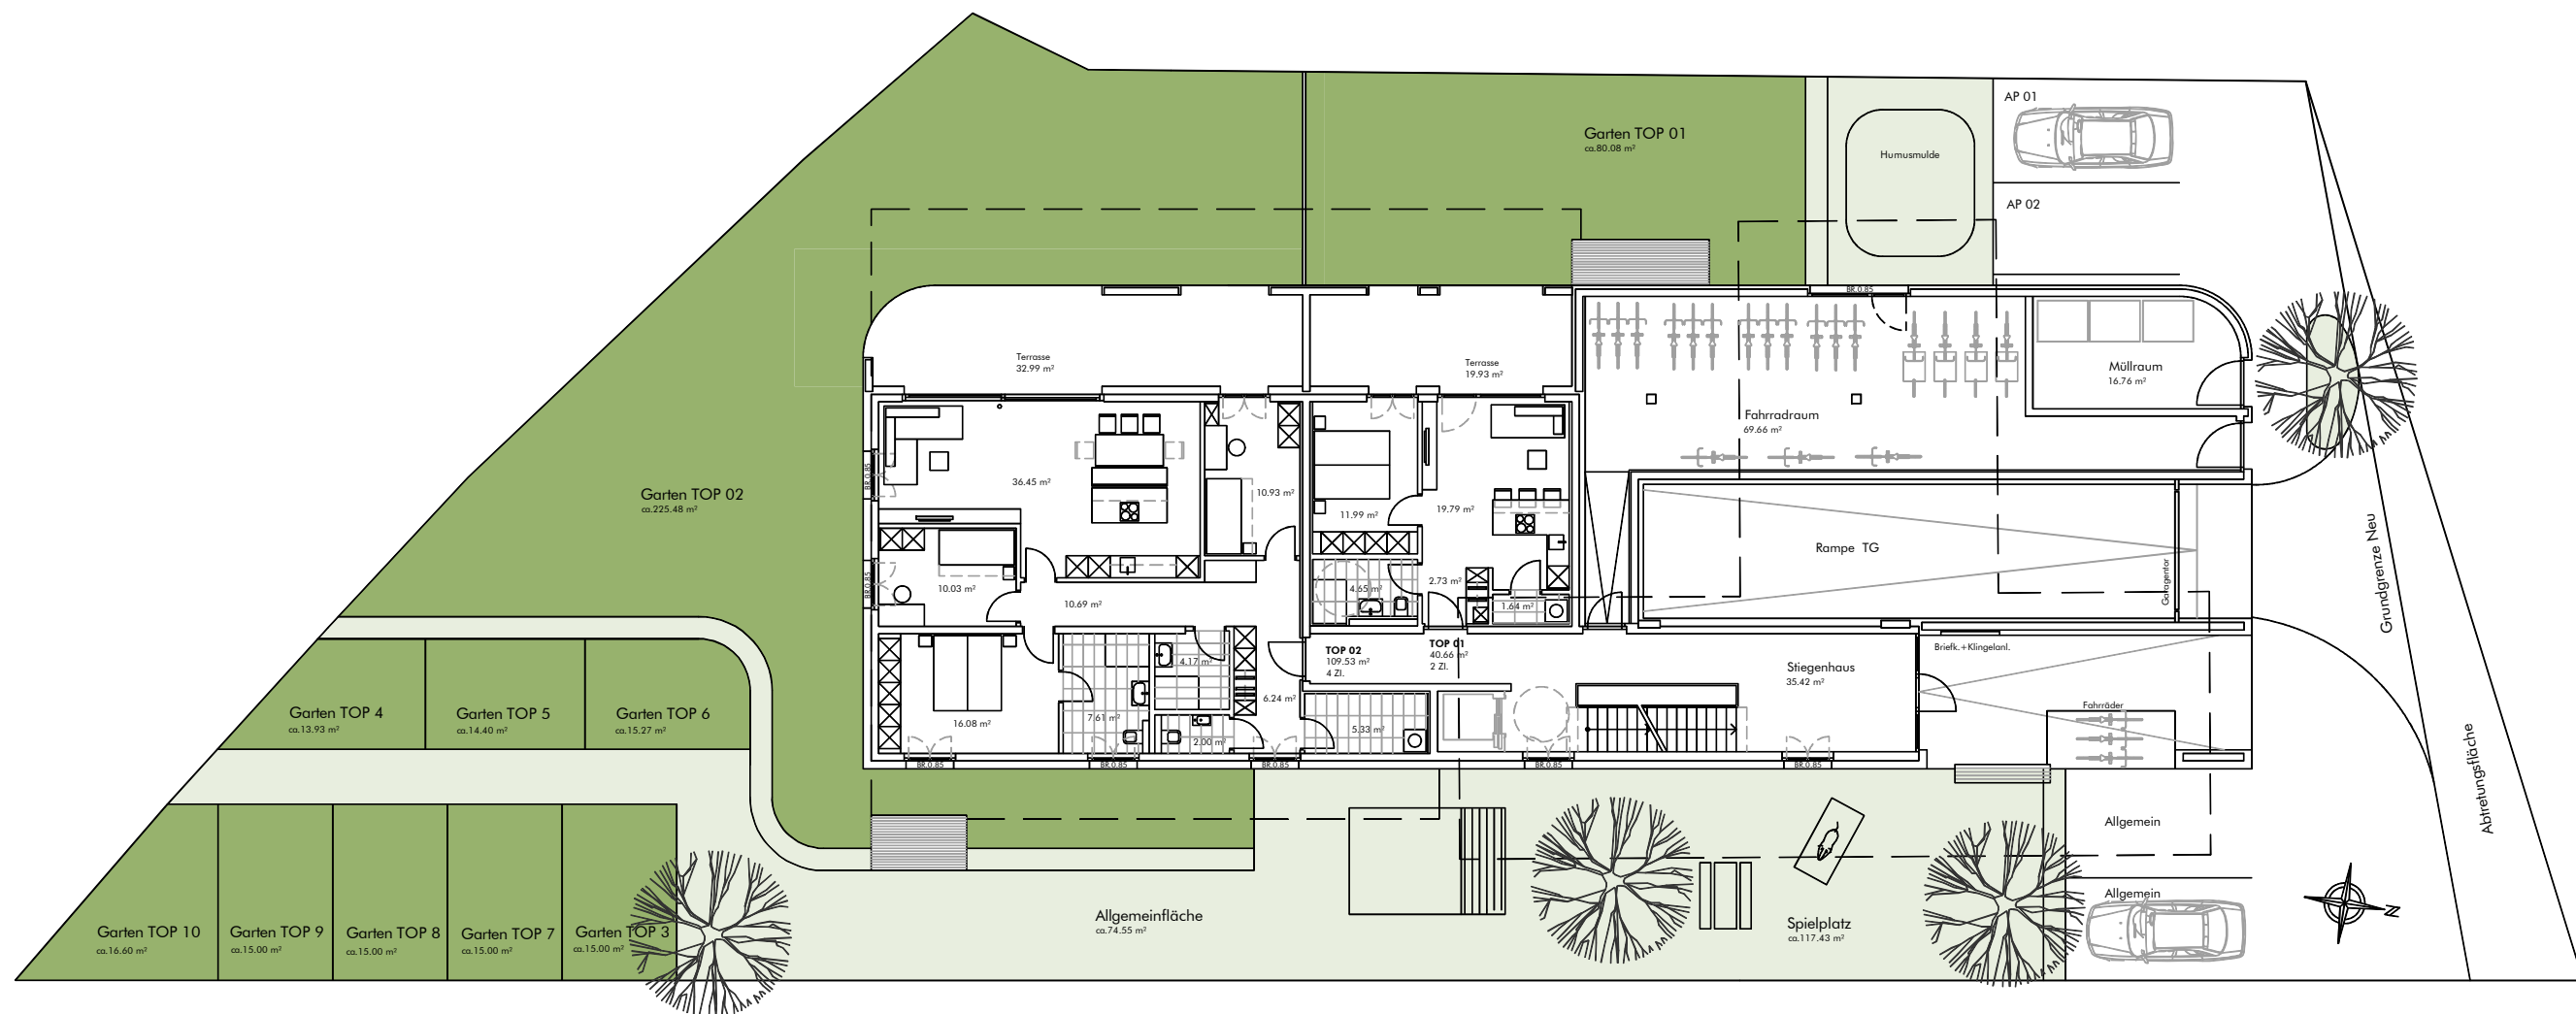 AP 01
Garten TOP 01
ca.80.08 m²
Humusmulde
AP 02
BR.0.85
Terrasse
32.99 m²
Terrasse
19.93 m²
Müllraum
16.76 m²
Fahrradraum
69.66 m²
Garten TOP 02
ca.225.48 m²
BR.0.85
36.45 m²
10.93 m²
11.99 m²
19.79 m²
Rampe TG
Garagentor
Grundgrenze Neu
BR.0.85
10.03 m²
10.69 m²
4.65 m²
2.73 m²
1.64 m²
TOP 02
109.53 m²
4 ZI.
TOP 01
40.66 m²
2 ZI.
Briefk.+Klingelanl.
Stiegenhaus
35.42 m²
4.17 m²
6.24 m²
16.08 m²
7.61 m²
2.00 m²
5.33 m²
Fahrräder
Garten TOP 4
ca.13.93 m²
Garten TOP 5
ca.14.40 m²
Garten TOP 6
ca.15.27 m²
BR.0.85
BR.0.85
BR.0.85
BR.0.85
BR.0.85
Abtretungsfläche
Allgemein
Allgemein
Garten TOP 10
ca.16.60 m²
Garten TOP 9
ca.15.00 m²
Garten TOP 8
ca.15.00 m²
Garten TOP 7
ca.15.00 m²
Garten TOP 3
ca.15.00 m²
Allgemeinfläche
ca.74.55 m²
Spielplatz
ca.117.43 m²
N